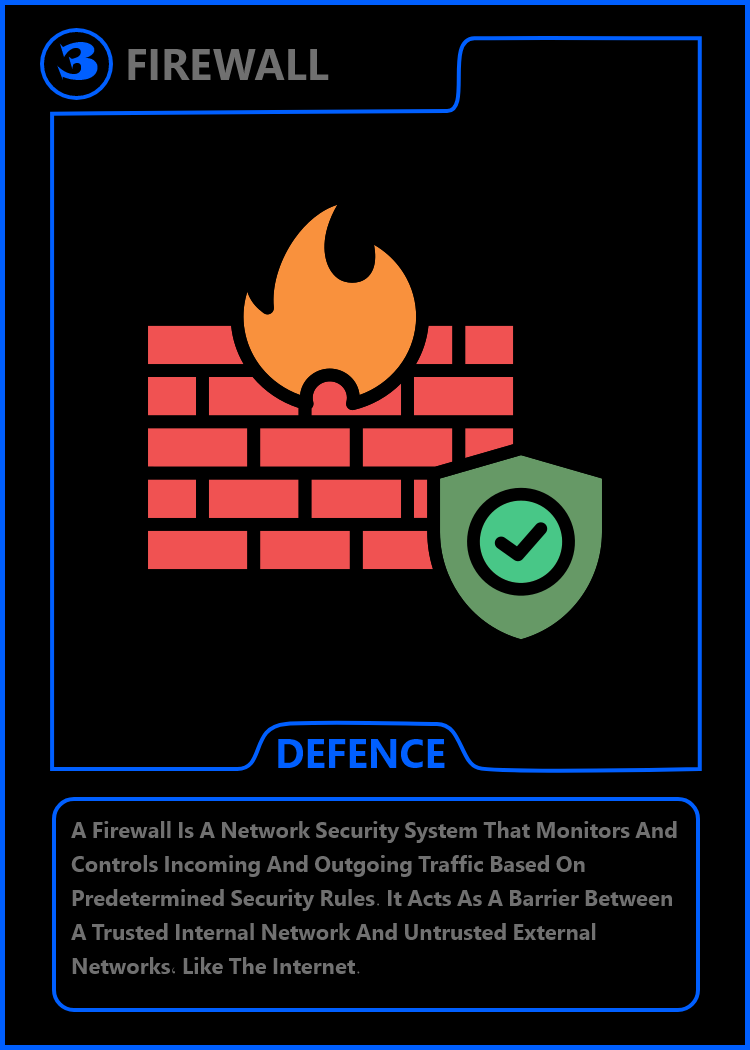 3 FIREWALL
DEFENCE
A Firewall Is A Network Security System That Monitors And
Controls Incoming And Outgoing Traffic Based On
Predetermined Security Rules. It Acts As A Barrier Between
A Trusted Internal Network And Untrusted External
Networks، Like The Internet.